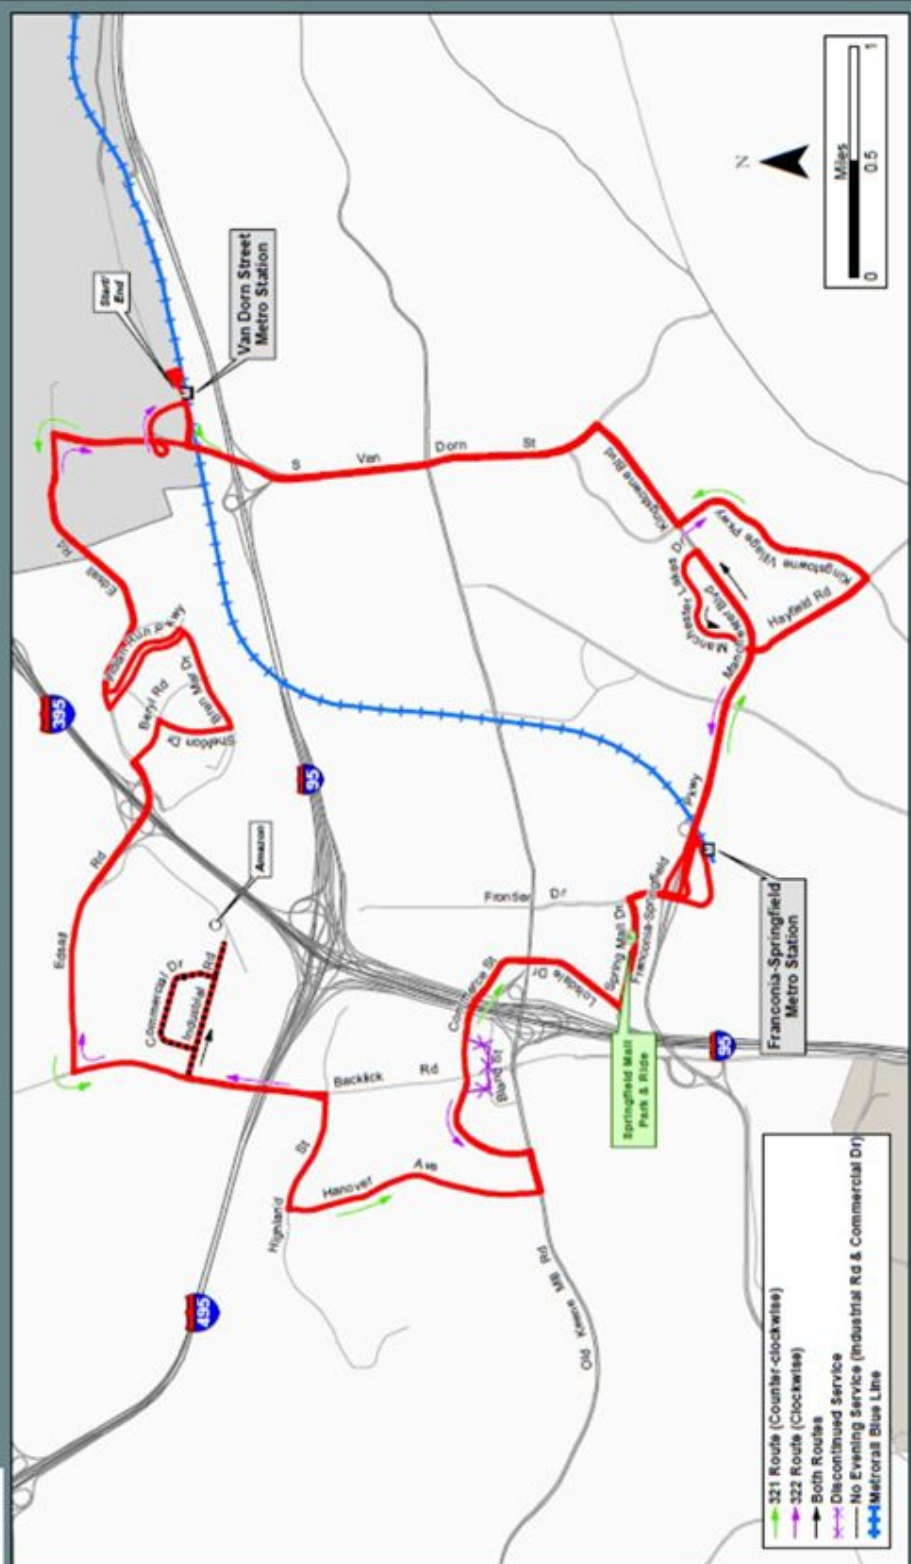 395
Edsall
Rd
Indian Run Pkwy
Beryl Rd
Bren Mar Dr
Sheldon Dr
Edsall
Rd
Start/
End
Van Dorn Street
Metro Station
N
Miles
0
0.5
1
95
S
Van
Dorn
St
Kingstowne Blvd
Manchester Lakes Dr
Manchester Blvd
Kingstowne Village Pkwy
Hayfield Rd
Amazon
Commercial Dr
Industrial
Rd
Frontier
Dr
Commerce St
Loisdale Dr
Spring Mall Dr
Franconia-Springfield
Pkwy
Franconia-Springfield
Metro Station
Springfield Mall
Park & Ride
95
Backlick
Rd
Bland St
Highland
St
Hanover
Ave
Old Keene Mill Rd
495
321 Route (Counter-clockwise)
322 Route (Clockwise)
Both Routes
Discontinued Service
No Evening Service (Industrial Rd & Commercial Dr)
Metrorail Blue Line